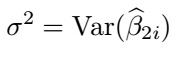 σ² = Var(β̂₂ᵢ)